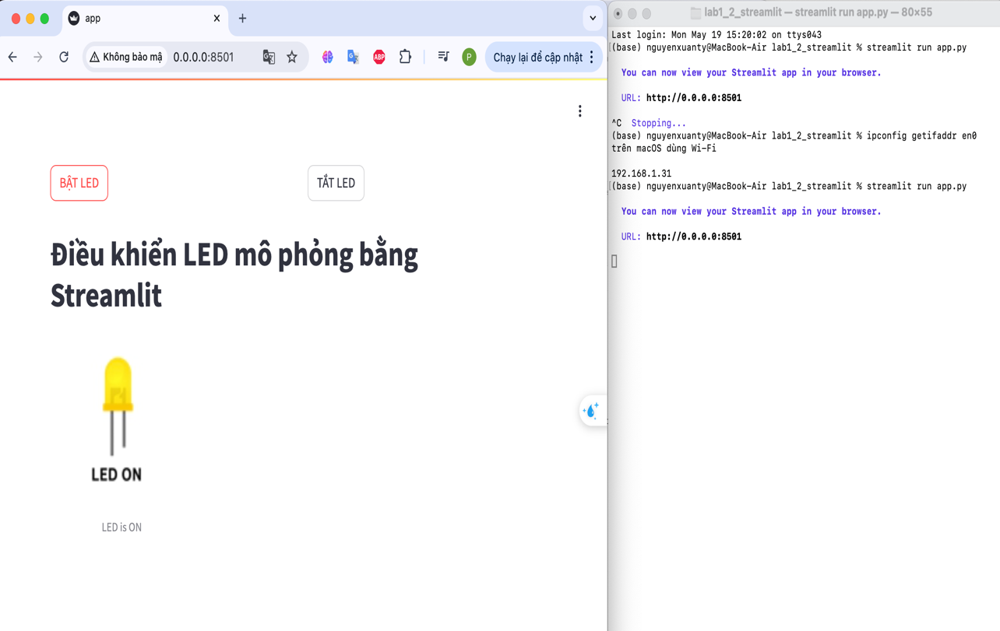 app
Không bảo mậ
0.0.0.0:8501
ABP
P
Chạy lại để cập nhật
BẬT LED
TẮT LED
Điều khiển LED mô phỏng bằng
Streamlit
LED ON
LED is ON
lab1_2_streamlit — streamlit run app.py — 80×55
Last login: Mon May 19 15:20:02 on ttys043
(base) nguyenxuanty@MacBook-Air lab1_2_streamlit % streamlit run app.py
You can now view your Streamlit app in your browser.
URL: http://0.0.0.0:8501
^C  Stopping...
(base) nguyenxuanty@MacBook-Air lab1_2_streamlit % ipconfig getifaddr en0
trên macOS dùng Wi-Fi
192.168.1.31
(base) nguyenxuanty@MacBook-Air lab1_2_streamlit % streamlit run app.py
You can now view your Streamlit app in your browser.
URL: http://0.0.0.0:8501